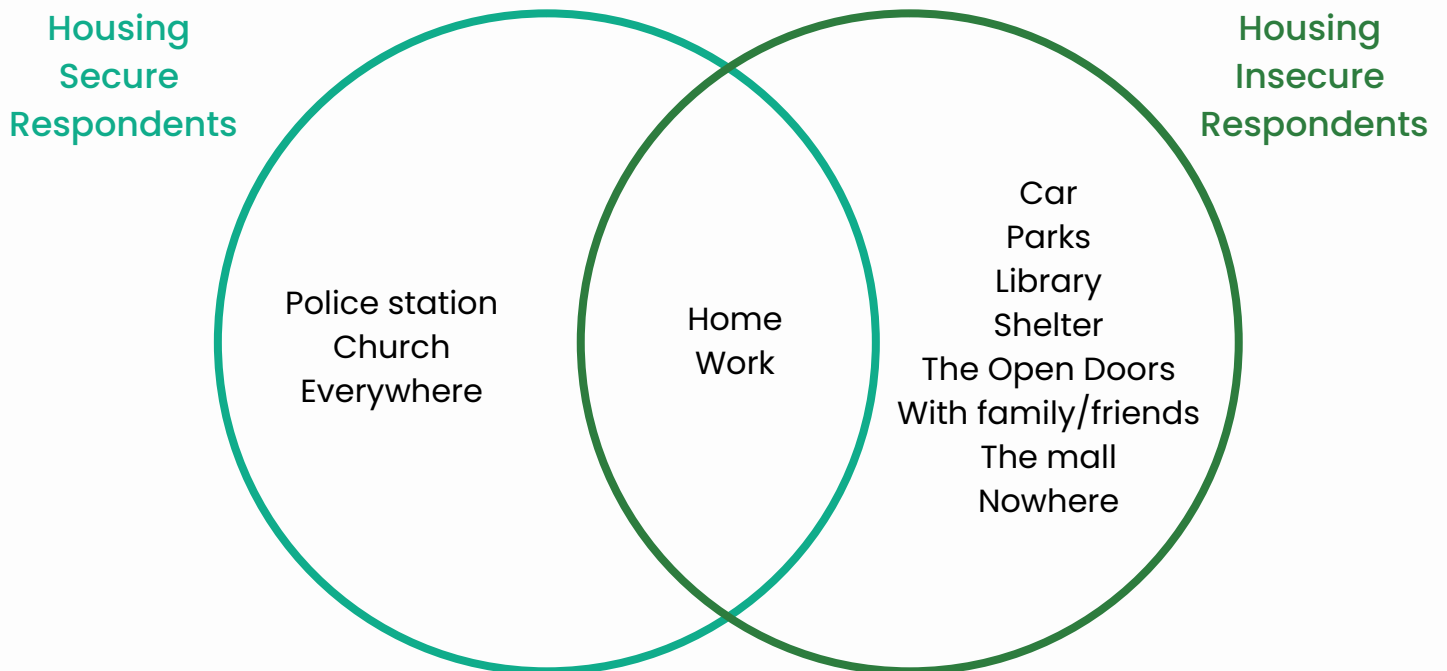 Housing
Secure
Respondents
Housing
Insecure
Respondents
Police station
Church
Everywhere
Home
Work
Car
Parks
Library
Shelter
The Open Doors
With family/friends
The mall
Nowhere